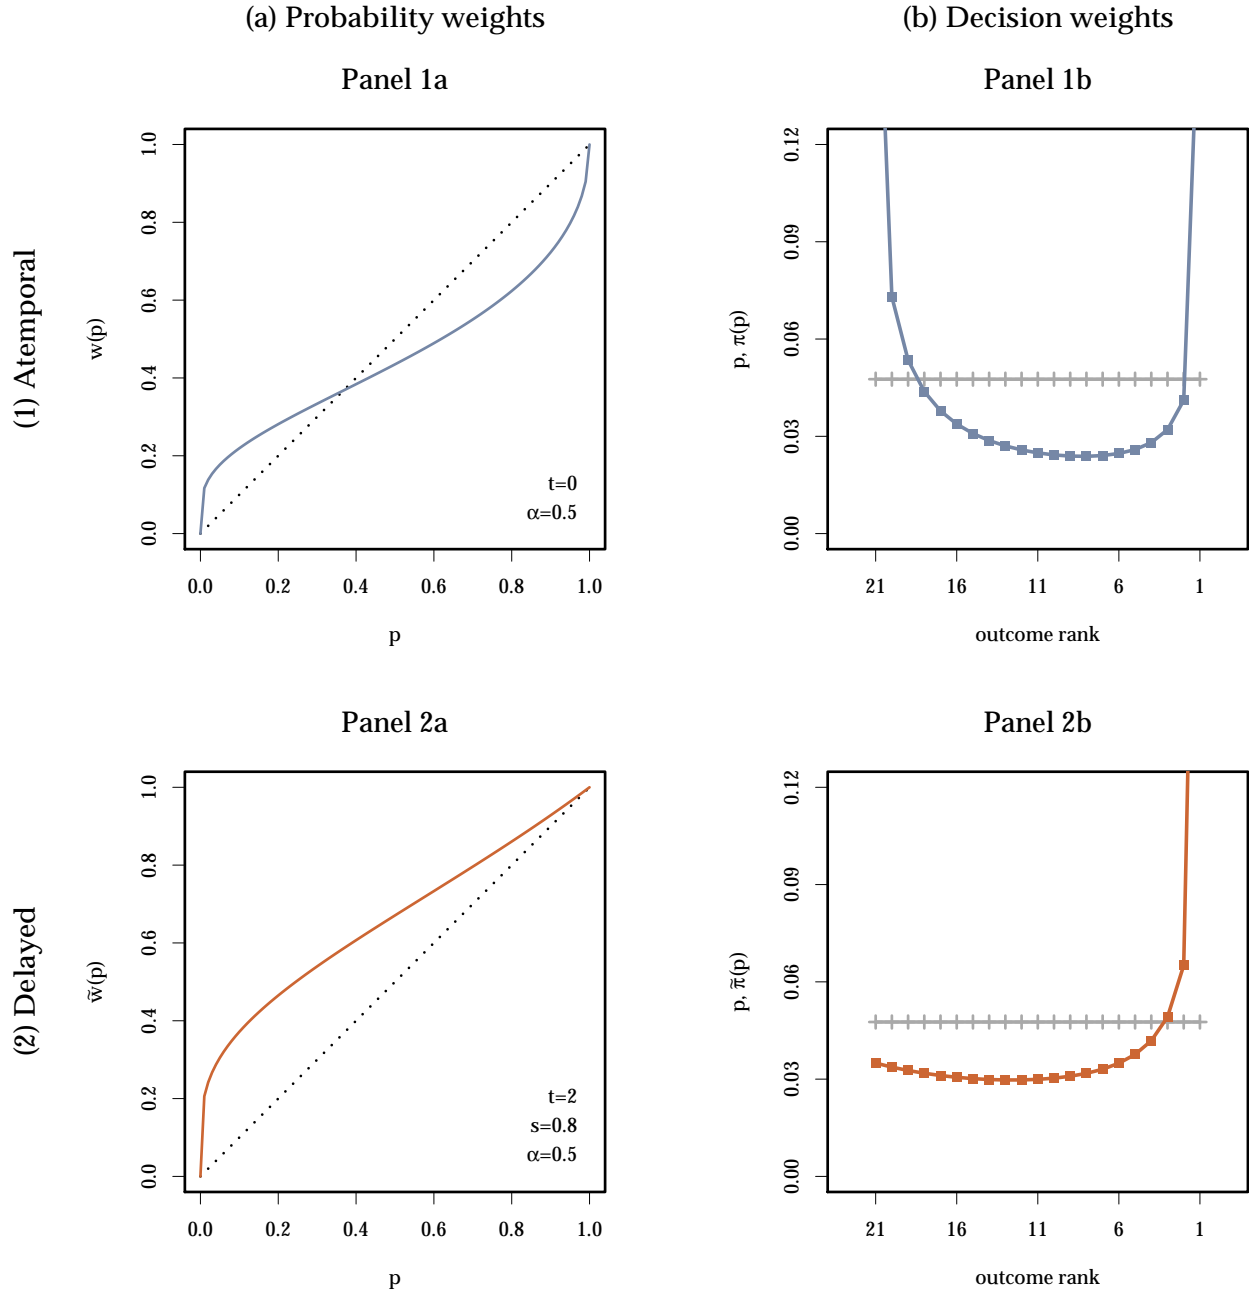 (a) Probability weights
(b) Decision weights
(1) Atemporal
Panel 1a
w(p)
1.0
0.8
0.6
0.4
0.2
0.0
t=0
α=0.5
0.0 0.2 0.4 0.6 0.8 1.0
p
Panel 1b
p, π(p)
0.12
0.09
0.06
0.03
0.00
21 16 11 6 1
outcome rank
(2) Delayed
Panel 2a
w̃(p)
1.0
0.8
0.6
0.4
0.2
0.0
t=2
s=0.8
α=0.5
0.0 0.2 0.4 0.6 0.8 1.0
p
Panel 2b
p, π̃(p)
0.12
0.09
0.06
0.03
0.00
21 16 11 6 1
outcome rank